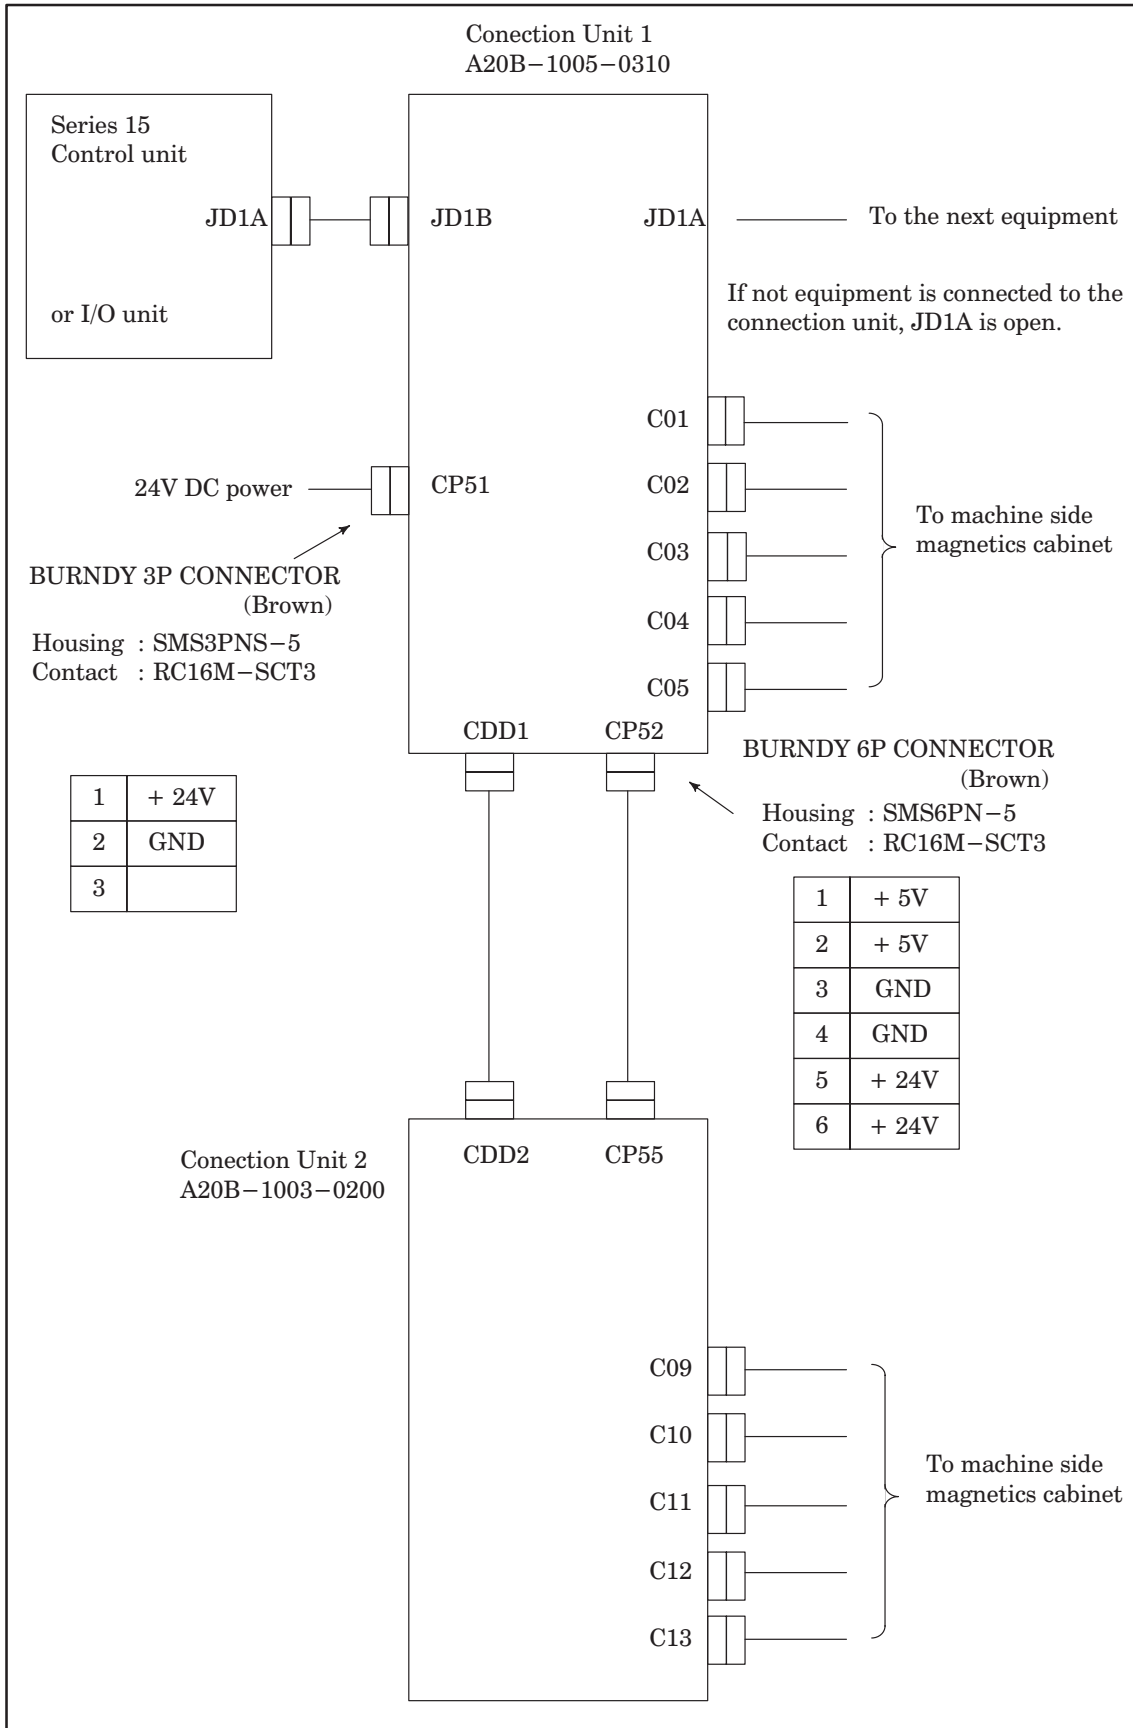 Conection Unit 1
A20B−1005−0310
Series 15
Control unit
JD1A
JD1B
JD1A
To the next equipment
or I/O unit
If not equipment is connected to the
connection unit, JD1A is open.
C01
24V DC power
CP51
C02
C03
C04
C05
To machine side
magnetics cabinet
BURNDY 3P CONNECTOR
(Brown)
Housing : SMS3PNS−5
Contact : RC16M−SCT3
CDD1
CP52
BURNDY 6P CONNECTOR
(Brown)
Housing : SMS6PN−5
Contact : RC16M−SCT3
1 + 24V
2 GND
3
1 + 5V
2 + 5V
3 GND
4 GND
5 + 24V
6 + 24V
Conection Unit 2
A20B−1003−0200
CDD2
CP55
C09
C10
C11
C12
C13
To machine side
magnetics cabinet